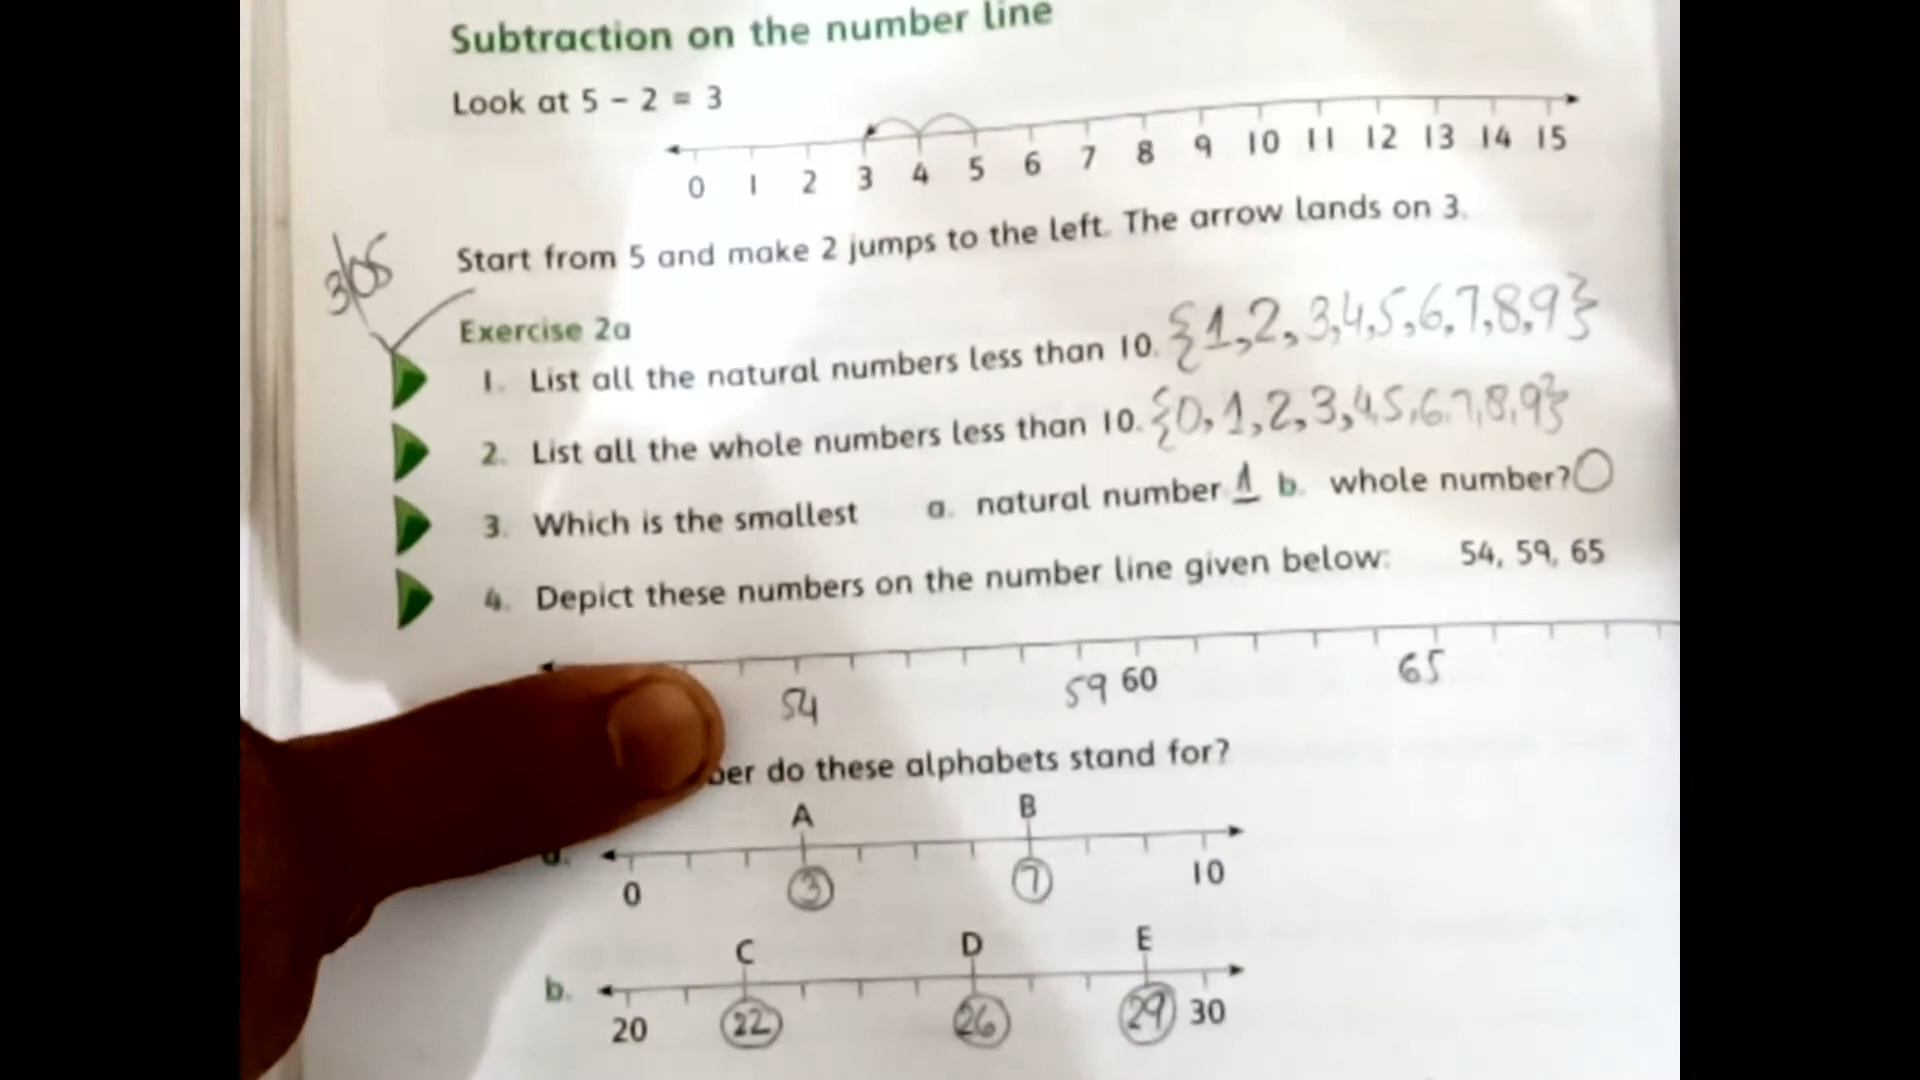 Subtraction on the number line
Look at 5 - 2 = 3
0 1 2 3 4 5 6 7 8 9 10 11 12 13 14 15
Start from 5 and make 2 jumps to the left. The arrow lands on 3.
Exercise 2a
1. List all the natural numbers less than 10. {1,2,3,4,5,6,7,8,9}
2. List all the whole numbers less than 10. {0,1,2,3,4,5,6,7,8,9}
3. Which is the smallest a. natural number 1 b. whole number? 0
4. Depict these numbers on the number line given below: 54, 59, 65
54 59 60 65
do these alphabets stand for?
A B
a.
0 3 7 10
C D E
b.
20 22 26 29 30